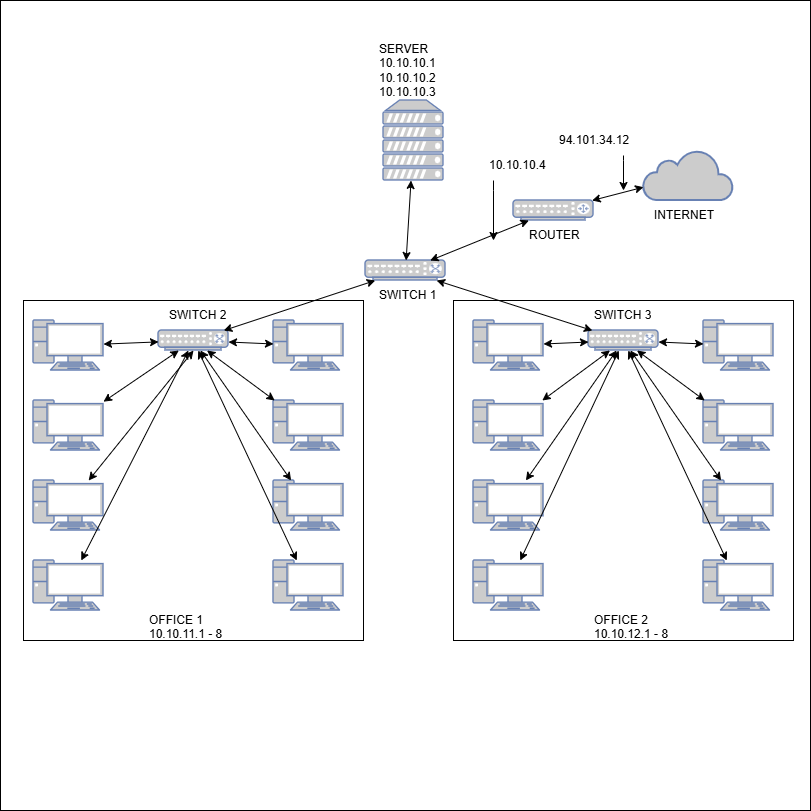 SERVER
10.10.10.1
10.10.10.2
10.10.10.3
94.101.34.12
10.10.10.4
INTERNET
ROUTER
SWITCH 1
SWITCH 2
SWITCH 3
OFFICE 1
10.10.11.1 - 8
OFFICE 2
10.10.12.1 - 8